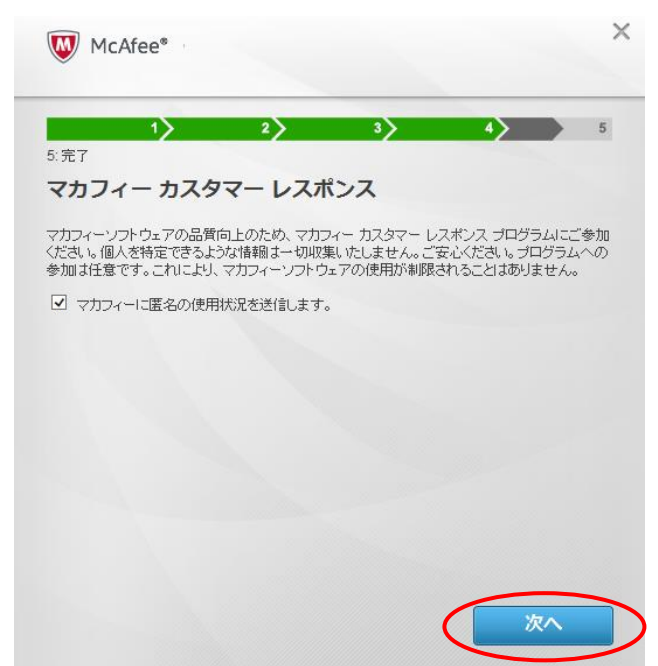 McAfee®
×
1 2 3 4 5
5: 完了
マカフィー カスタマー レスポンス
マカフィーソフトウェアの品質向上のため、マカフィー カスタマー レスポンス プログラムにご参加
ください。個人を特定できるような情報は一切収集いたしません。ご安心ください。プログラムへの
参加は任意です。これにより、マカフィーソフトウェアの使用が制限されることはありません。
マカフィーに匿名の使用状況を送信します。
次へ